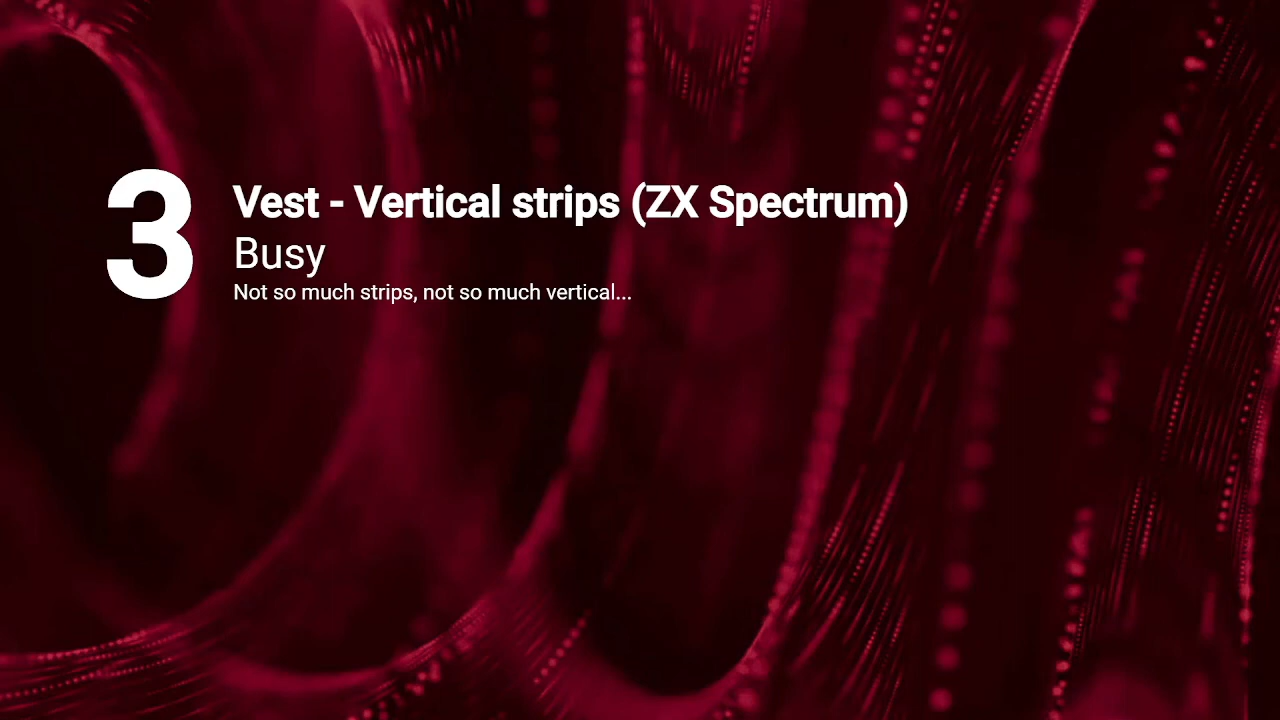 3
Vest - Vertical strips (ZX Spectrum)
Busy
Not so much strips, not so much vertical...